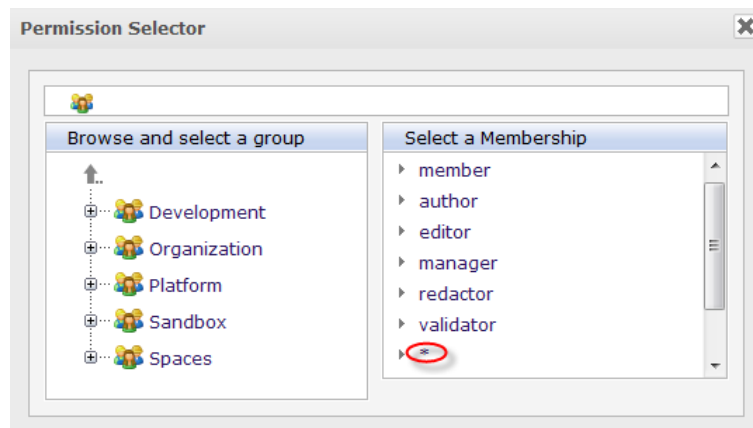 Permission Selector
Browse and select a group
Select a Membership
..
Development
Organization
Platform
Sandbox
Spaces
member
author
editor
manager
redactor
validator
*